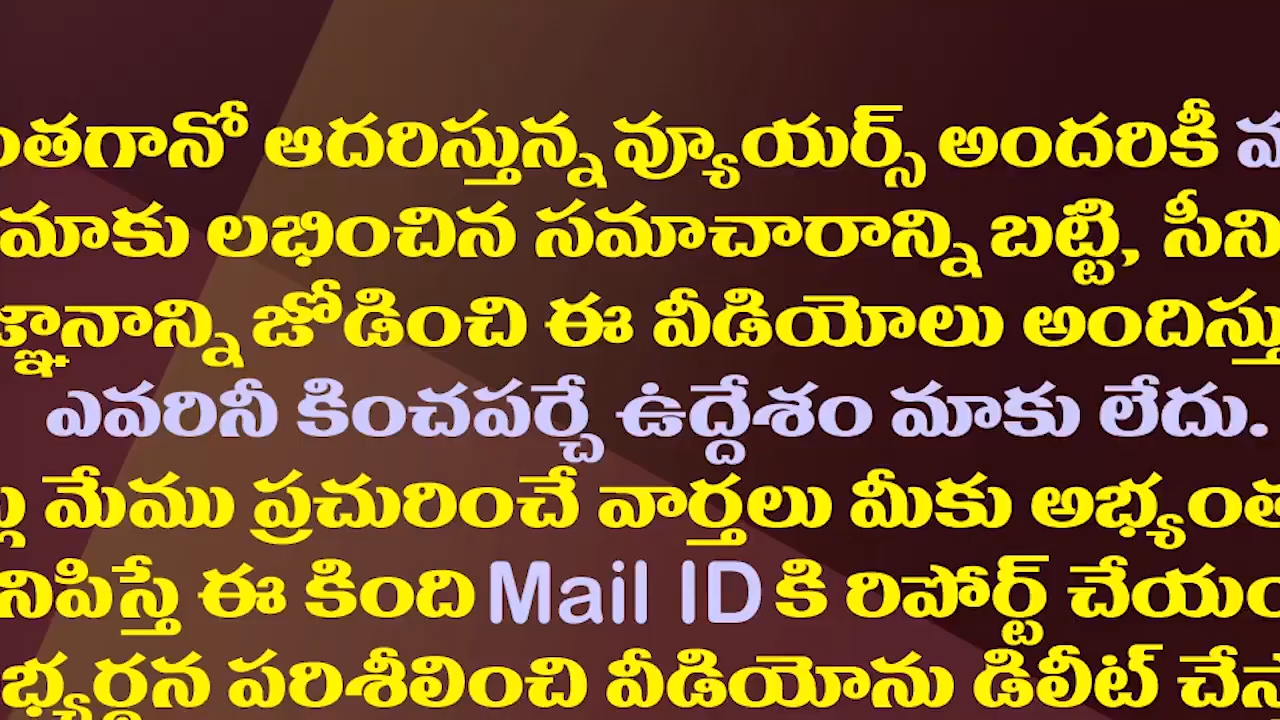 ంతగానో ఆదరిస్తున్న వ్యూయర్స్ అందరికీ
మాకు లభించిన సమాచారాన్ని బట్టి, సీని
జ్ఞానాన్ని జోడించి ఈ వీడియోలు అందిస్తు
ఎవరినీ కించపర్చే ఉద్దేశం మాకు లేదు.
మేము ప్రచురించే వార్తలు మీకు అభ్యంత
నిపిస్తే ఈ కింది Mail ID కి రిపోర్ట్ చేయం
భ్యర్ధన పరిశీలించి వీడియోను డిలీట్ చేస